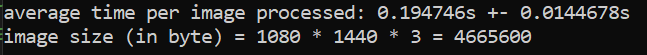 average time per image processed: 0.194746s +- 0.0144678s
image size (in byte) = 1080 * 1440 * 3 = 4665600